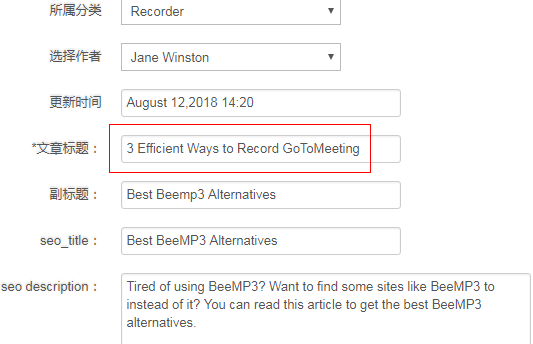 所属分类 Recorder
选择作者 Jane Winston
更新时间 August 12,2018 14:20
*文章标题： 3 Efficient Ways to Record GoToMeeting
副标题： Best Beemp3 Alternatives
seo_title： Best BeeMP3 Alternatives
seo description： Tired of using BeeMP3? Want to find some sites like BeeMP3 to
instead of it? You can read this article to get the best BeeMP3
alternatives.